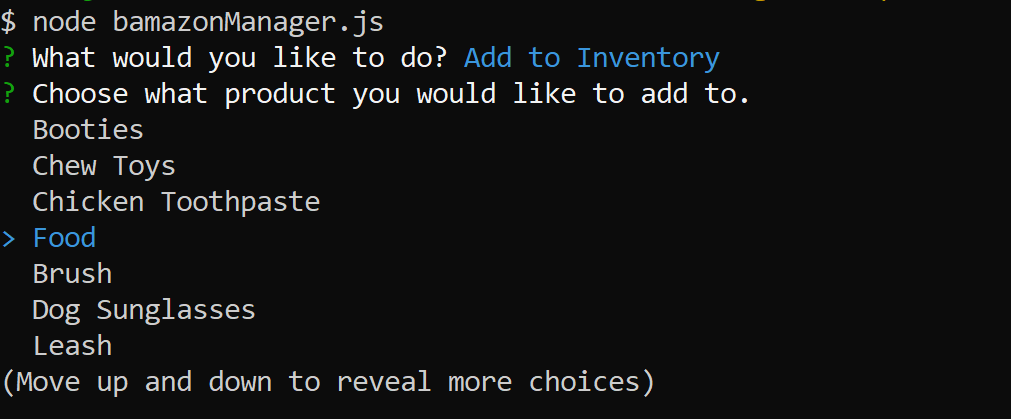 $ node bamazonManager.js
? What would you like to do? Add to Inventory
? Choose what product you would like to add to.
Booties
Chew Toys
Chicken Toothpaste
> Food
Brush
Dog Sunglasses
Leash
(Move up and down to reveal more choices)